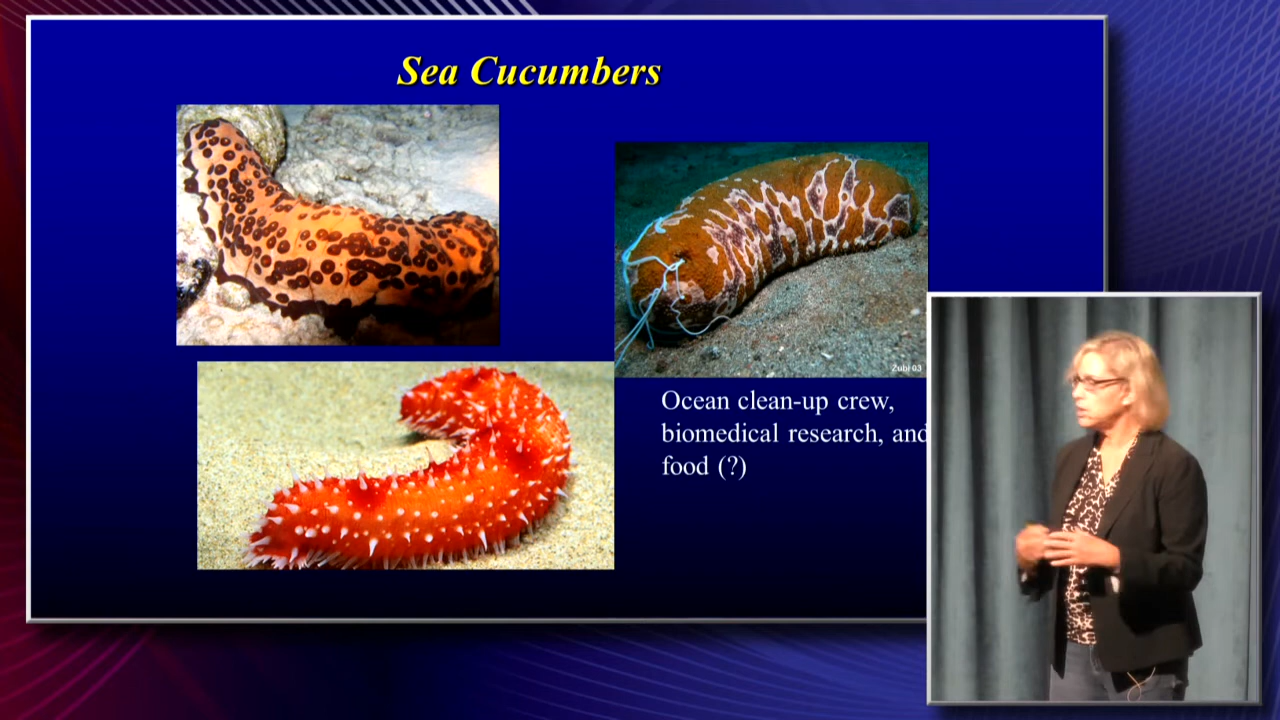 Sea Cucumbers
Zubi 03
Ocean clean-up crew,
biomedical research, and
food (?)